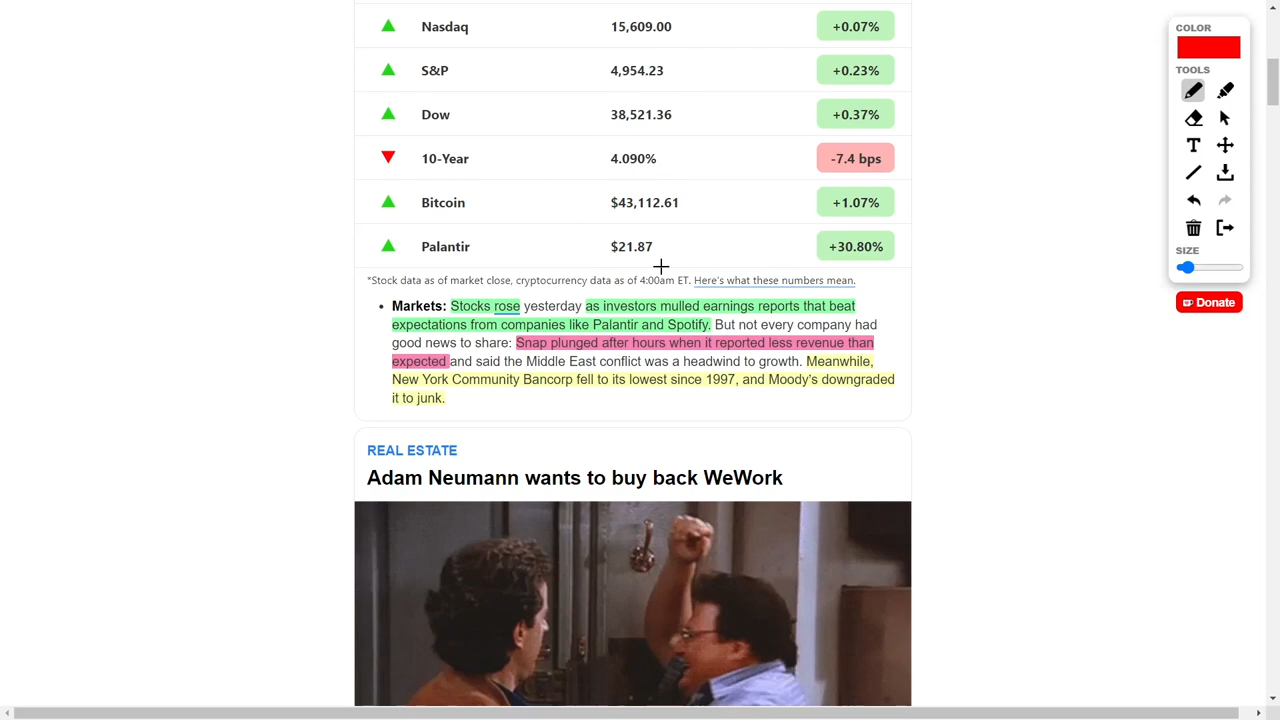 Nasdaq 15,609.00 +0.07%
S&P 4,954.23 +0.23%
Dow 38,521.36 +0.37%
10-Year 4.090% -7.4 bps
Bitcoin $43,112.61 +1.07%
Palantir $21.87 +30.80%
*Stock data as of market close, cryptocurrency data as of 4:00am ET. Here's what these numbers mean.
• Markets: Stocks rose yesterday as investors mulled earnings reports that beat
expectations from companies like Palantir and Spotify. But not every company had
good news to share: Snap plunged after hours when it reported less revenue than
expected and said the Middle East conflict was a headwind to growth. Meanwhile,
New York Community Bancorp fell to its lowest since 1997, and Moody's downgraded
it to junk.
REAL ESTATE
Adam Neumann wants to buy back WeWork
COLOR
TOOLS
T
SIZE
Donate